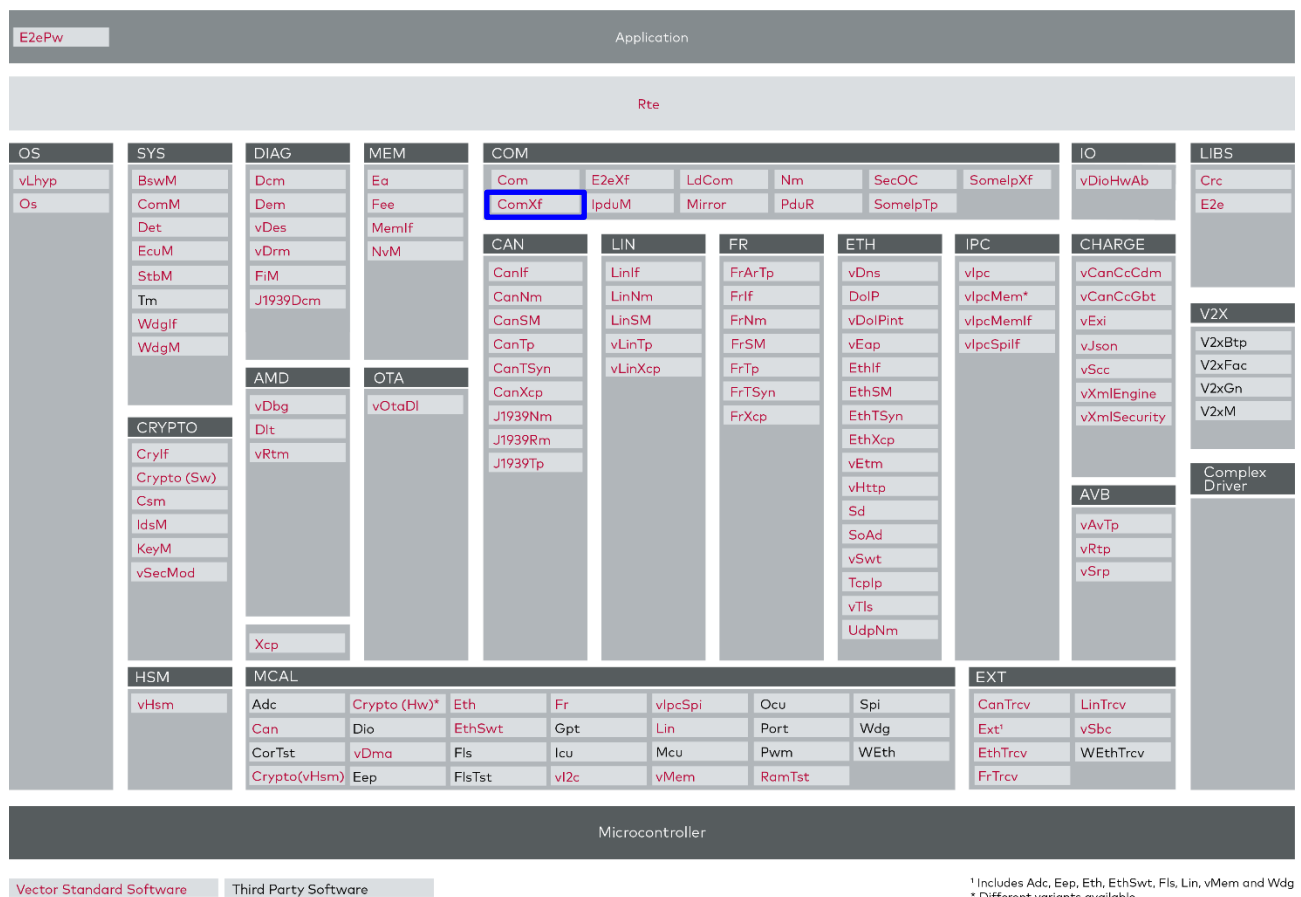 E2ePw
Application
Rte
OS
vLhyp
Os
SYS
BswM
ComM
Det
EcuM
StbM
Tm
WdgIf
WdgM
CRYPTO
CryIf
Crypto (Sw)
Csm
IdsM
KeyM
vSecMod
HSM
vHsm
DIAG
Dcm
Dem
vDes
vDrm
FiM
J1939Dcm
AMD
vDbg
Dlt
vRtm
Xcp
MEM
Ea
Fee
MemIf
NvM
OTA
vOtaDl
COM
Com E2eXf LdCom Nm SecOC SomeIpXf
ComXf IpduM Mirror PduR SomeIpTp
CAN
CanIf
CanNm
CanSM
CanTp
CanTSyn
CanXcp
J1939Nm
J1939Rm
J1939Tp
LIN
LinIf
LinNm
LinSM
vLinTp
vLinXcp
FR
FrArTp
FrIf
FrNm
FrSM
FrTp
FrTSyn
FrXcp
ETH
vDns
DoIP
vDoIPint
vEap
EthIf
EthSM
EthTSyn
EthXcp
vEtm
vHttp
Sd
SoAd
vSwt
TcpIp
vTls
UdpNm
IPC
vIpc
vIpcMem*
vIpcMemIf
vIpcSpiIf
IO
vDioHwAb
CHARGE
vCanCcCdm
vCanCcGbt
vExi
vJson
vScc
vXmlEngine
vXmlSecurity
AVB
vAvTp
vRtp
vSrp
LIBS
Crc
E2e
V2X
V2xBtp
V2xFac
V2xGn
V2xM
Complex
Driver
MCAL
Adc Crypto (Hw)* Eth Fr vIpcSpi Ocu Spi
Can Dio EthSwt Gpt Lin Port Wdg
CorTst vDma Fls Icu Mcu Pwm WEth
Crypto(vHsm) Eep FlsTst vI2c vMem RamTst
EXT
CanTrcv LinTrcv
Ext¹ vSbc
EthTrcv WEthTrcv
FrTrcv
Microcontroller
Vector Standard Software Third Party Software
¹ Includes Adc, Eep, Eth, EthSwt, Fls, Lin, vMem and Wdg
* Different variants available